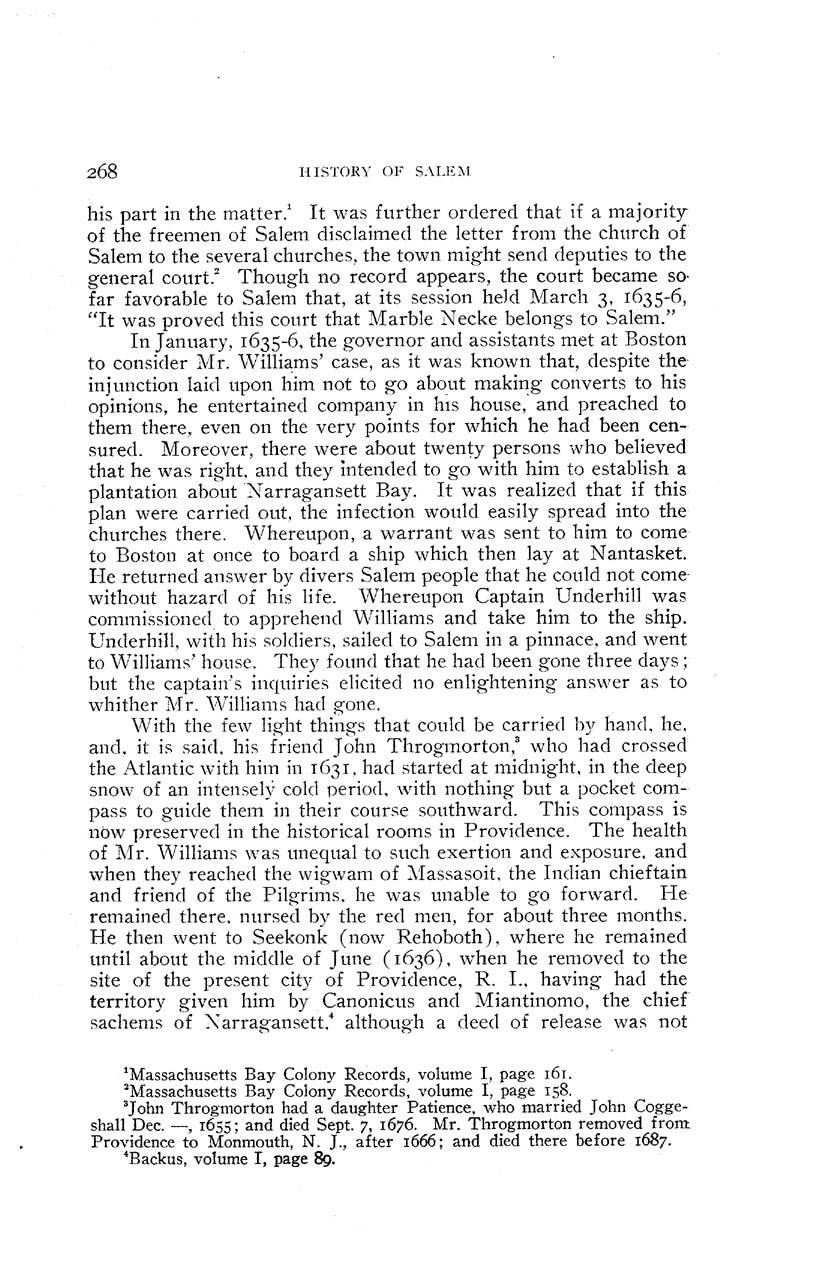 268 HISTORY OF SALEM
his part in the matter.¹ It was further ordered that if a majority
of the freemen of Salem disclaimed the letter from the church of
Salem to the several churches, the town might send deputies to the
general court.² Though no record appears, the court became so
far favorable to Salem that, at its session held March 3, 1635-6,
“It was proved this court that Marble Necke belongs to Salem.”
In January, 1635-6, the governor and assistants met at Boston
to consider Mr. Williams’ case, as it was known that, despite the
injunction laid upon him not to go about making converts to his
opinions, he entertained company in his house, and preached to
them there, even on the very points for which he had been cen-
sured. Moreover, there were about twenty persons who believed
that he was right, and they intended to go with him to establish a
plantation about Narragansett Bay. It was realized that if this
plan were carried out, the infection would easily spread into the
churches there. Whereupon, a warrant was sent to him to come
to Boston at once to board a ship which then lay at Nantasket.
He returned answer by divers Salem people that he could not come
without hazard of his life. Whereupon Captain Underhill was
commissioned to apprehend Williams and take him to the ship.
Underhill, with his soldiers, sailed to Salem in a pinnace, and went
to Williams’ house. They found that he had been gone three days;
but the captain’s inquiries elicited no enlightening answer as to
whither Mr. Williams had gone.
With the few light things that could be carried by hand, he,
and, it is said, his friend John Throgmorton,³ who had crossed
the Atlantic with him in 1631, had started at midnight, in the deep
snow of an intensely cold period, with nothing but a pocket com-
pass to guide them in their course southward. This compass is
now preserved in the historical rooms in Providence. The health
of Mr. Williams was unequal to such exertion and exposure, and
when they reached the wigwam of Massasoit, the Indian chieftain
and friend of the Pilgrims, he was unable to go forward. He
remained there, nursed by the red men, for about three months.
He then went to Seekonk (now Rehoboth), where he remained
until about the middle of June (1636), when he removed to the
site of the present city of Providence, R. I., having had the
territory given him by Canonicus and Miantinomo, the chief
sachems of Narragansett,⁴ although a deed of release was not
¹Massachusetts Bay Colony Records, volume I, page 161.
²Massachusetts Bay Colony Records, volume I, page 158.
³John Throgmorton had a daughter Patience, who married John Cogge-
shall Dec. —, 1655; and died Sept. 7, 1676. Mr. Throgmorton removed from
Providence to Monmouth, N. J., after 1666; and died there before 1687.
⁴Backus, volume I, page 89.